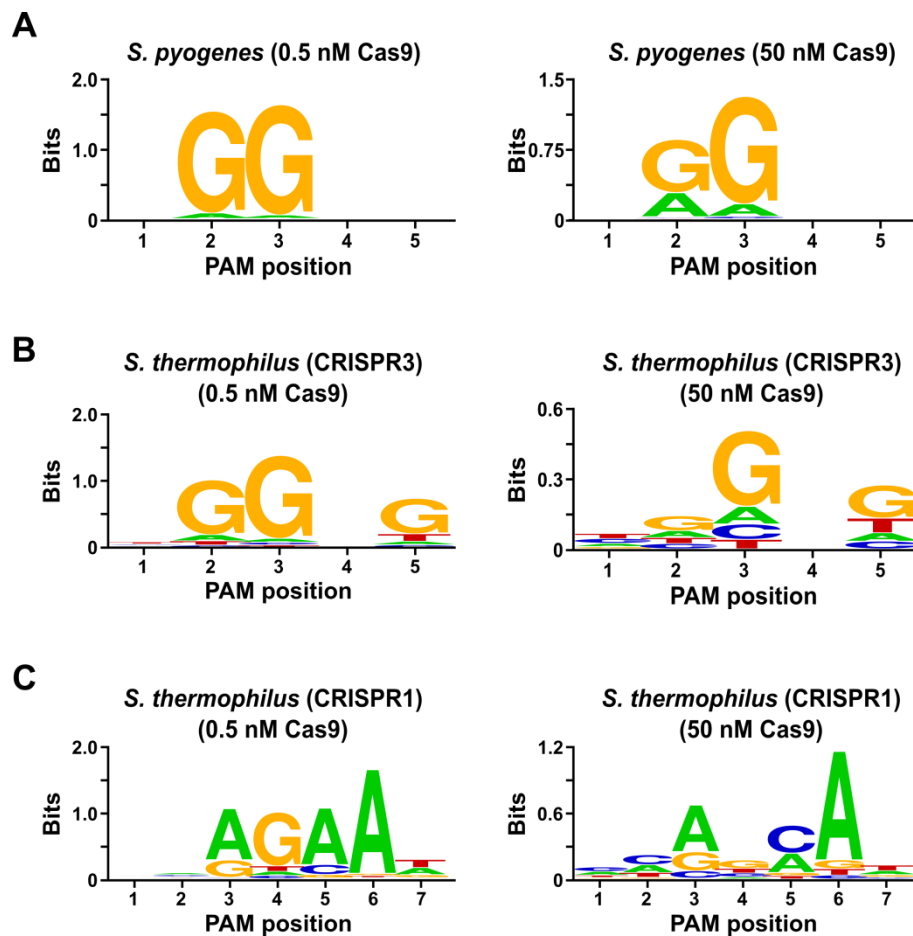 A
S. pyogenes (0.5 nM Cas9)
2.0
1.0
0
Bits
GG
1 2 3 4 5
PAM position
S. pyogenes (50 nM Cas9)
1.5
0.75
0
Bits
GG
AA
1 2 3 4 5
PAM position
B
S. thermophilus (CRISPR3)
(0.5 nM Cas9)
2.0
1.0
0
Bits
GG G
T
1 2 3 4 5
PAM position
S. thermophilus (CRISPR3)
(50 nM Cas9)
0.6
0.3
0
Bits
G G G
A A T
T C A
C T C
1 2 3 4 5
PAM position
C
S. thermophilus (CRISPR1)
(0.5 nM Cas9)
2.0
1.0
0
Bits
AGAA T
G T C A
1 2 3 4 5 6 7
PAM position
S. thermophilus (CRISPR1)
(50 nM Cas9)
1.2
0.6
0
Bits
C C A G C A T
A G T A G A
T C T
1 2 3 4 5 6 7
PAM position